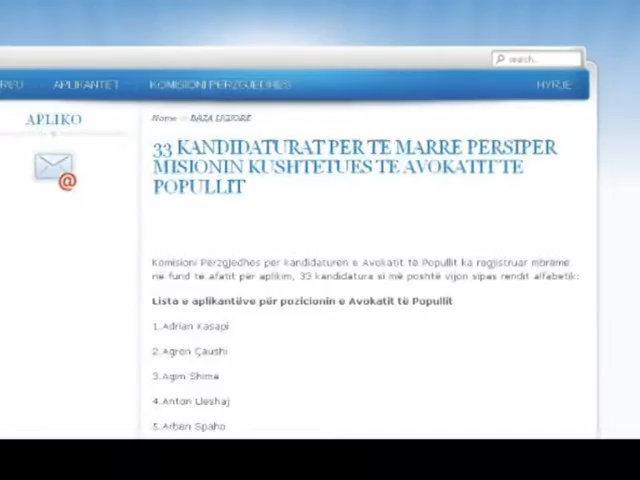 search..
APLIKANTET KOMISIONI PERZGJEDHES HYRJE
APLIKO
Home
BAZA LIGJORE
33 KANDIDATURAT PER TE MARRE PERSIPER
MISIONIN KUSHTETUES TE AVOKATIT TE
POPULLIT
Komisioni Përzgjedhës për kandidaturën e Avokatit të Popullit ka regjistruar mbrëmë
në fund të afatit për aplikim, 33 kandidatura si më poshtë vijon sipas rendit alfabetik:
Lista e aplikantëve për pozicionin e Avokatit të Popullit
1.Adrian Kasapi
2.Agron Çaushi
3.Agim Shima
4.Anton Lleshaj
5.Arben Spaho